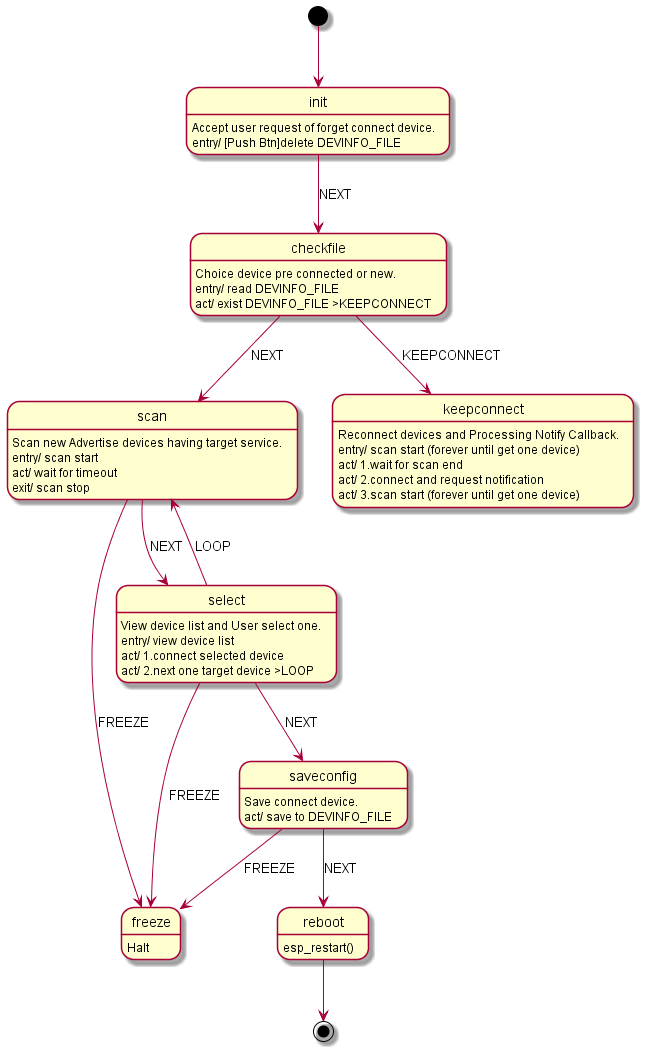 init
Accept user request of forget connect device.
entry/ [Push Btn]delete DEVINFO_FILE
NEXT
checkfile
Choice device pre connected or new.
entry/ read DEVINFO_FILE
act/ exist DEVINFO_FILE >KEEPCONNECT
NEXT
KEEPCONNECT
scan
Scan new Advertise devices having target service.
entry/ scan start
act/ wait for timeout
exit/ scan stop
keepconnect
Reconnect devices and Processing Notify Callback.
entry/ scan start (forever until get one device)
act/ 1.wait for scan end
act/ 2.connect and request notification
act/ 3.scan start (forever until get one device)
NEXT
LOOP
select
View device list and User select one.
entry/ view device list
act/ 1.connect selected device
act/ 2.next one target device >LOOP
FREEZE
NEXT
saveconfig
Save connect device.
act/ save to DEVINFO_FILE
FREEZE
FREEZE
NEXT
freeze
Halt
reboot
esp_restart()